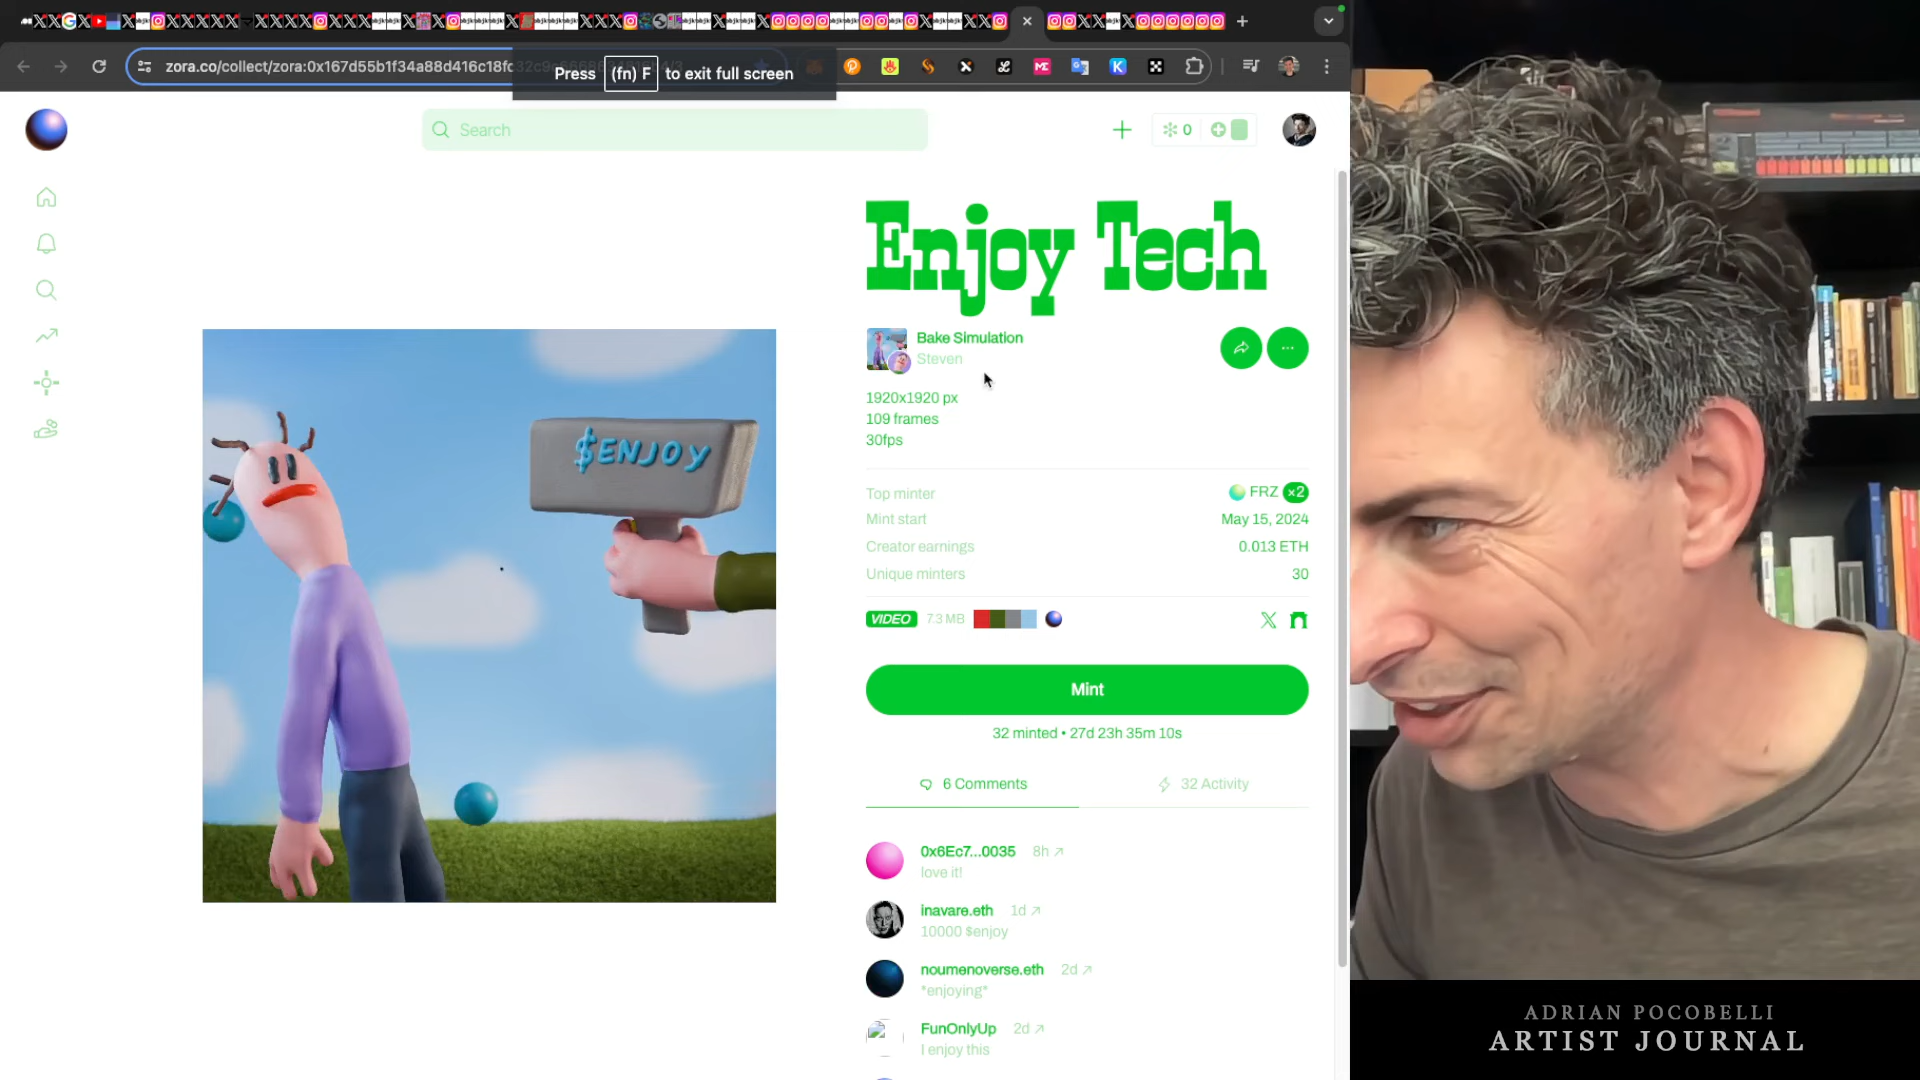 zora.co/collect/zora:0x167d55b1f34a88d416c18fc
Press (fn) F to exit full screen
Search
0
Enjoy Tech
Bake Simulation
Steven
1920x1920 px
109 frames
30fps
$ENJOY
Top minter FRZ ×2
Mint start May 15, 2024
Creator earnings 0.013 ETH
Unique minters 30
VIDEO 7.3 MB
Mint
32 minted • 27d 23h 35m 10s
6 Comments 32 Activity
0x6Ec7...0035 8h ↗
love it!
inavare.eth 1d ↗
10000 $enjoy
noumenoverse.eth 2d ↗
*enjoying*
FunOnlyUp 2d ↗
I enjoy this
ADRIAN POCOBELLI
ARTIST JOURNAL